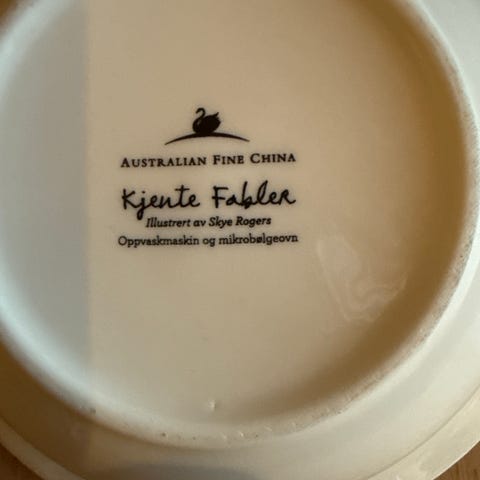 AUSTRALIAN FINE CHINA
Kjente Fabler
Illustrert av Skye Rogers
Oppvaskmaskin og mikrobølgeovn